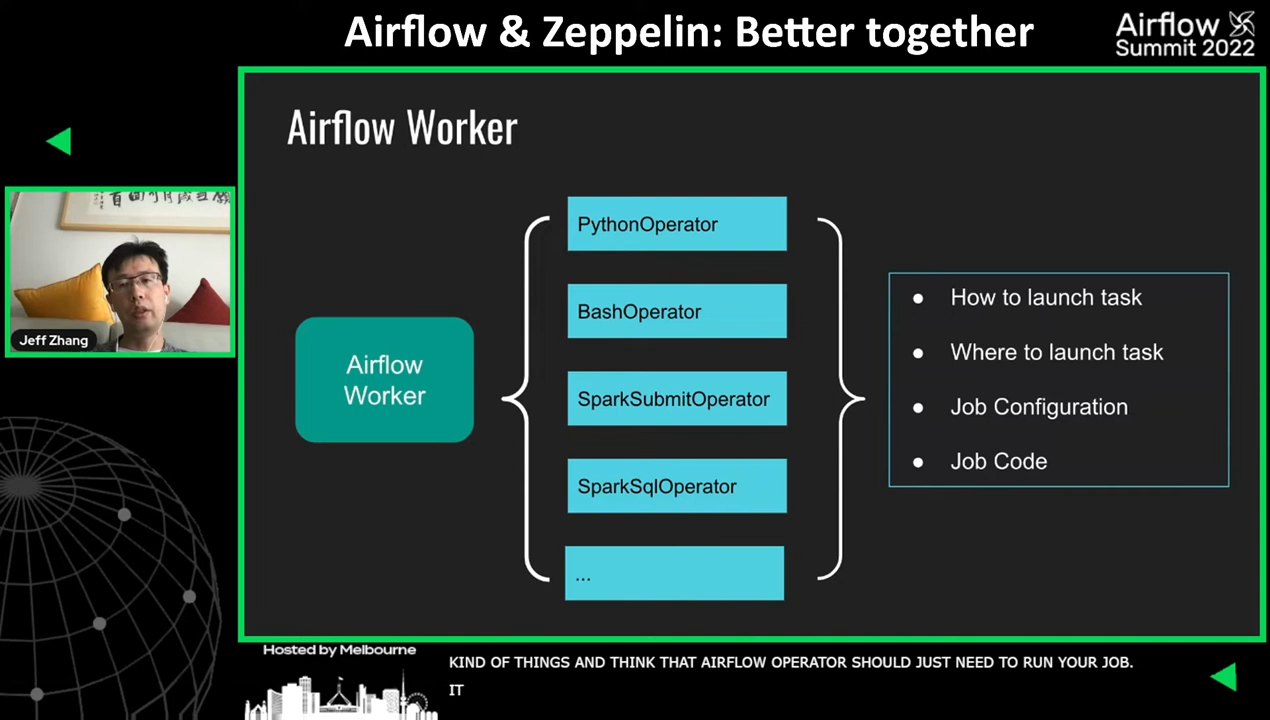 Airflow & Zeppelin: Better together
Airflow
Summit 2022
Airflow Worker
Jeff Zhang
Airflow
Worker
PythonOperator
BashOperator
SparkSubmitOperator
SparkSqlOperator
...
● How to launch task
● Where to launch task
● Job Configuration
● Job Code
Hosted by Melbourne
KIND OF THINGS AND THINK THAT AIRFLOW OPERATOR SHOULD JUST NEED TO RUN YOUR JOB.
IT